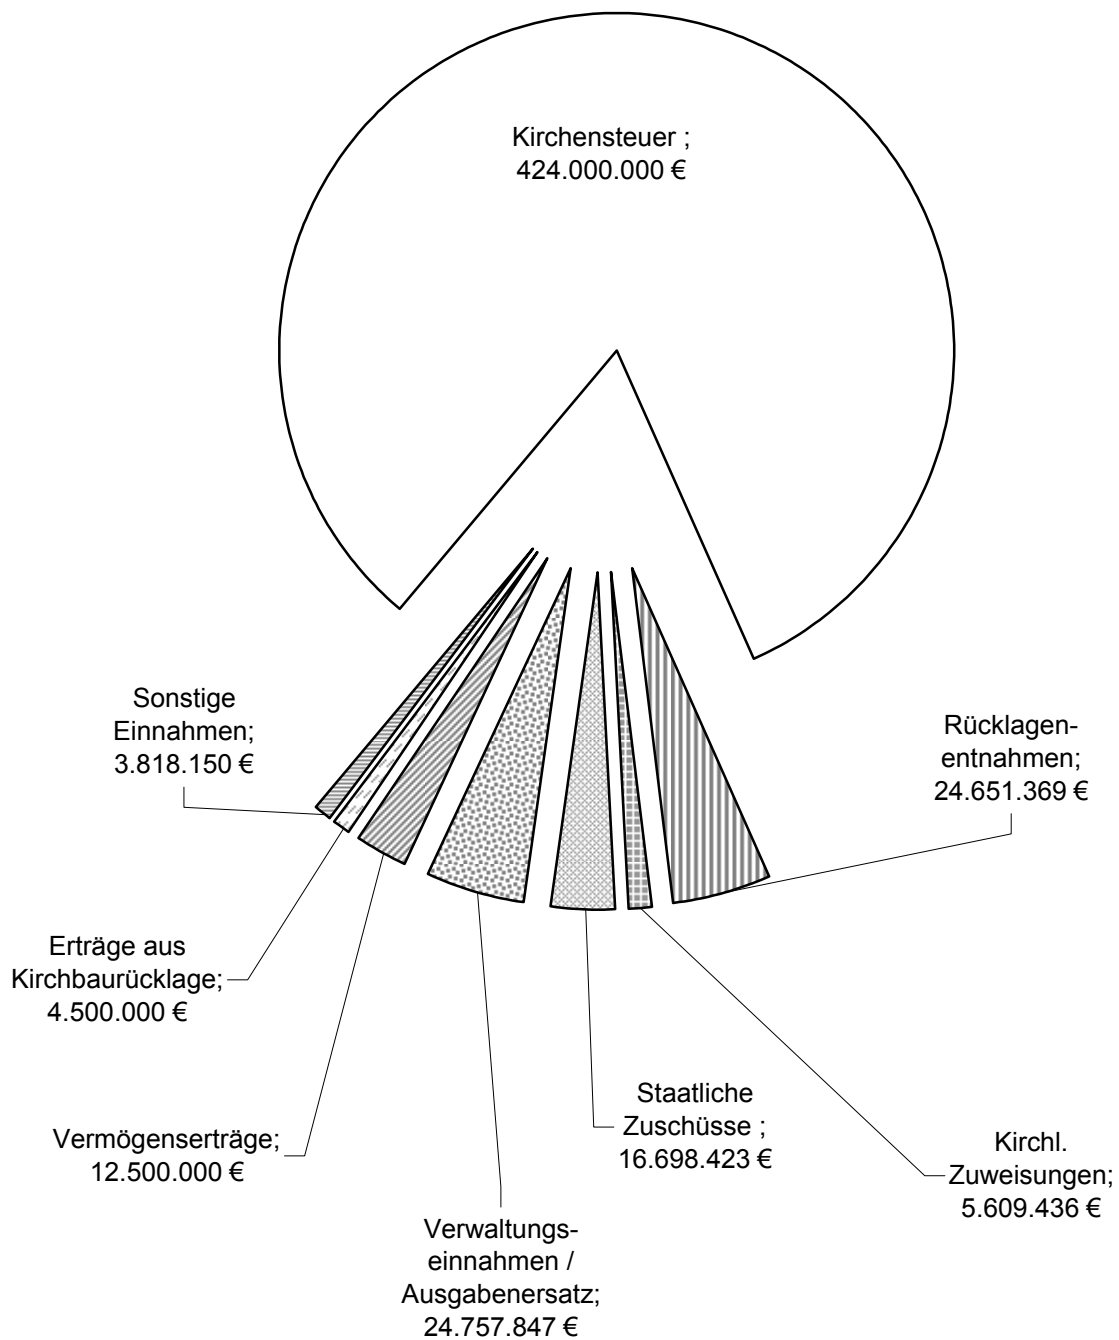 Kirchensteuer ;
424.000.000 €
Sonstige
Einnahmen;
3.818.150 €
Rücklagen-
entnahmen;
24.651.369 €
Erträge aus
Kirchbaurücklage;
4.500.000 €
Staatliche
Zuschüsse ;
16.698.423 €
Vermögenserträge;
12.500.000 €
Kirchl.
Zuweisungen;
5.609.436 €
Verwaltungs-
einnahmen /
Ausgabenersatz;
24.757.847 €